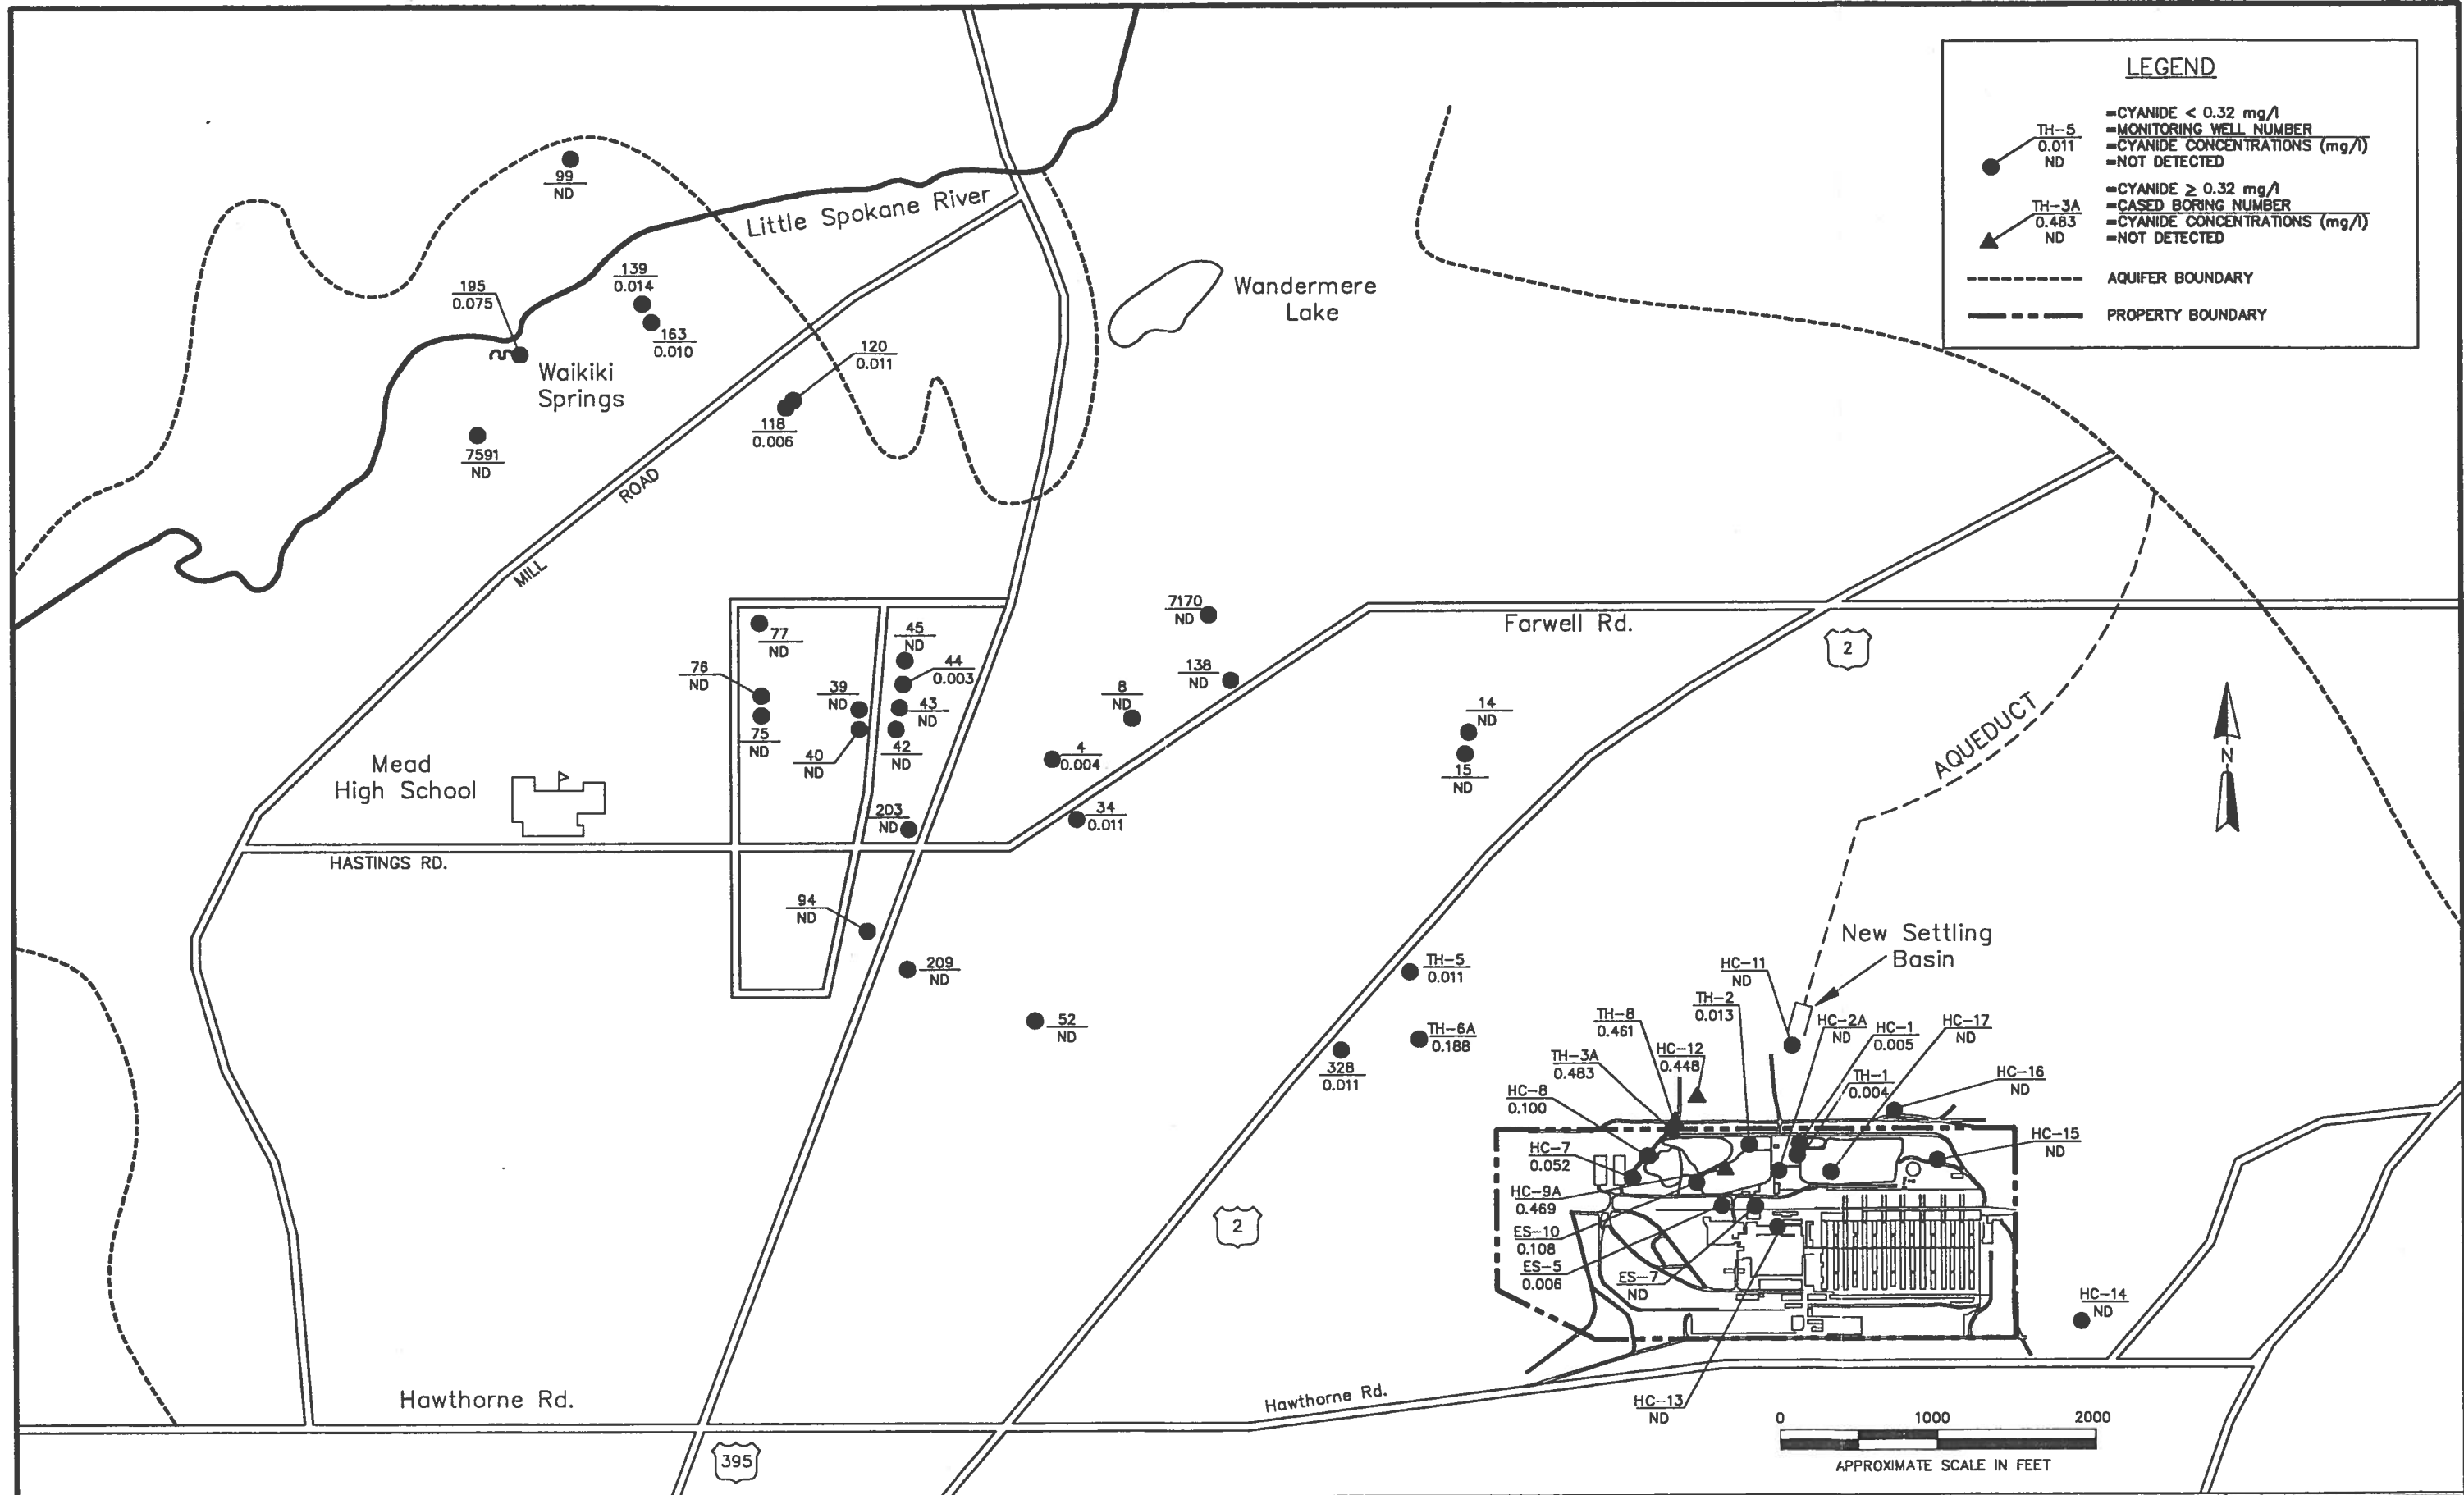 LEGEND
TH-5
0.011
ND
=CYANIDE < 0.32 mg/l
=MONITORING WELL NUMBER
=CYANIDE CONCENTRATIONS (mg/l)
=NOT DETECTED
TH-3A
0.483
ND
=CYANIDE ≥ 0.32 mg/l
=CASED BORING NUMBER
=CYANIDE CONCENTRATIONS (mg/l)
=NOT DETECTED
AQUIFER BOUNDARY
PROPERTY BOUNDARY
99
ND
Little Spokane River
139
0.014
195
0.075
163
0.010
Waikiki
Springs
Wandermere
Lake
120
0.011
118
0.006
7591
ND
MILL ROAD
7170
ND
Farwell Rd.
2
77
ND
45
ND
44
0.003
76
ND
39
ND
43
ND
138
ND
8
ND
14
ND
75
ND
40
ND
42
ND
4
0.004
15
ND
AQUEDUCT
N
Mead
High School
203
ND
34
0.011
HASTINGS RD.
94
ND
209
ND
52
ND
TH-5
0.011
TH-6A
0.188
328
0.011
New Settling
Basin
HC-11
ND
TH-2
0.013
TH-8
0.461
HC-2A
ND
HC-1
0.005
HC-17
ND
TH-3A
0.483
HC-12
0.448
TH-1
0.004
HC-16
ND
HC-8
0.100
HC-15
ND
HC-7
0.052
HC-9A
0.469
ES-10
0.108
ES-5
0.006
ES-7
ND
2
HC-14
ND
HC-13
ND
Hawthorne Rd.
Hawthorne Rd.
395
0 1000 2000
APPROXIMATE SCALE IN FEET